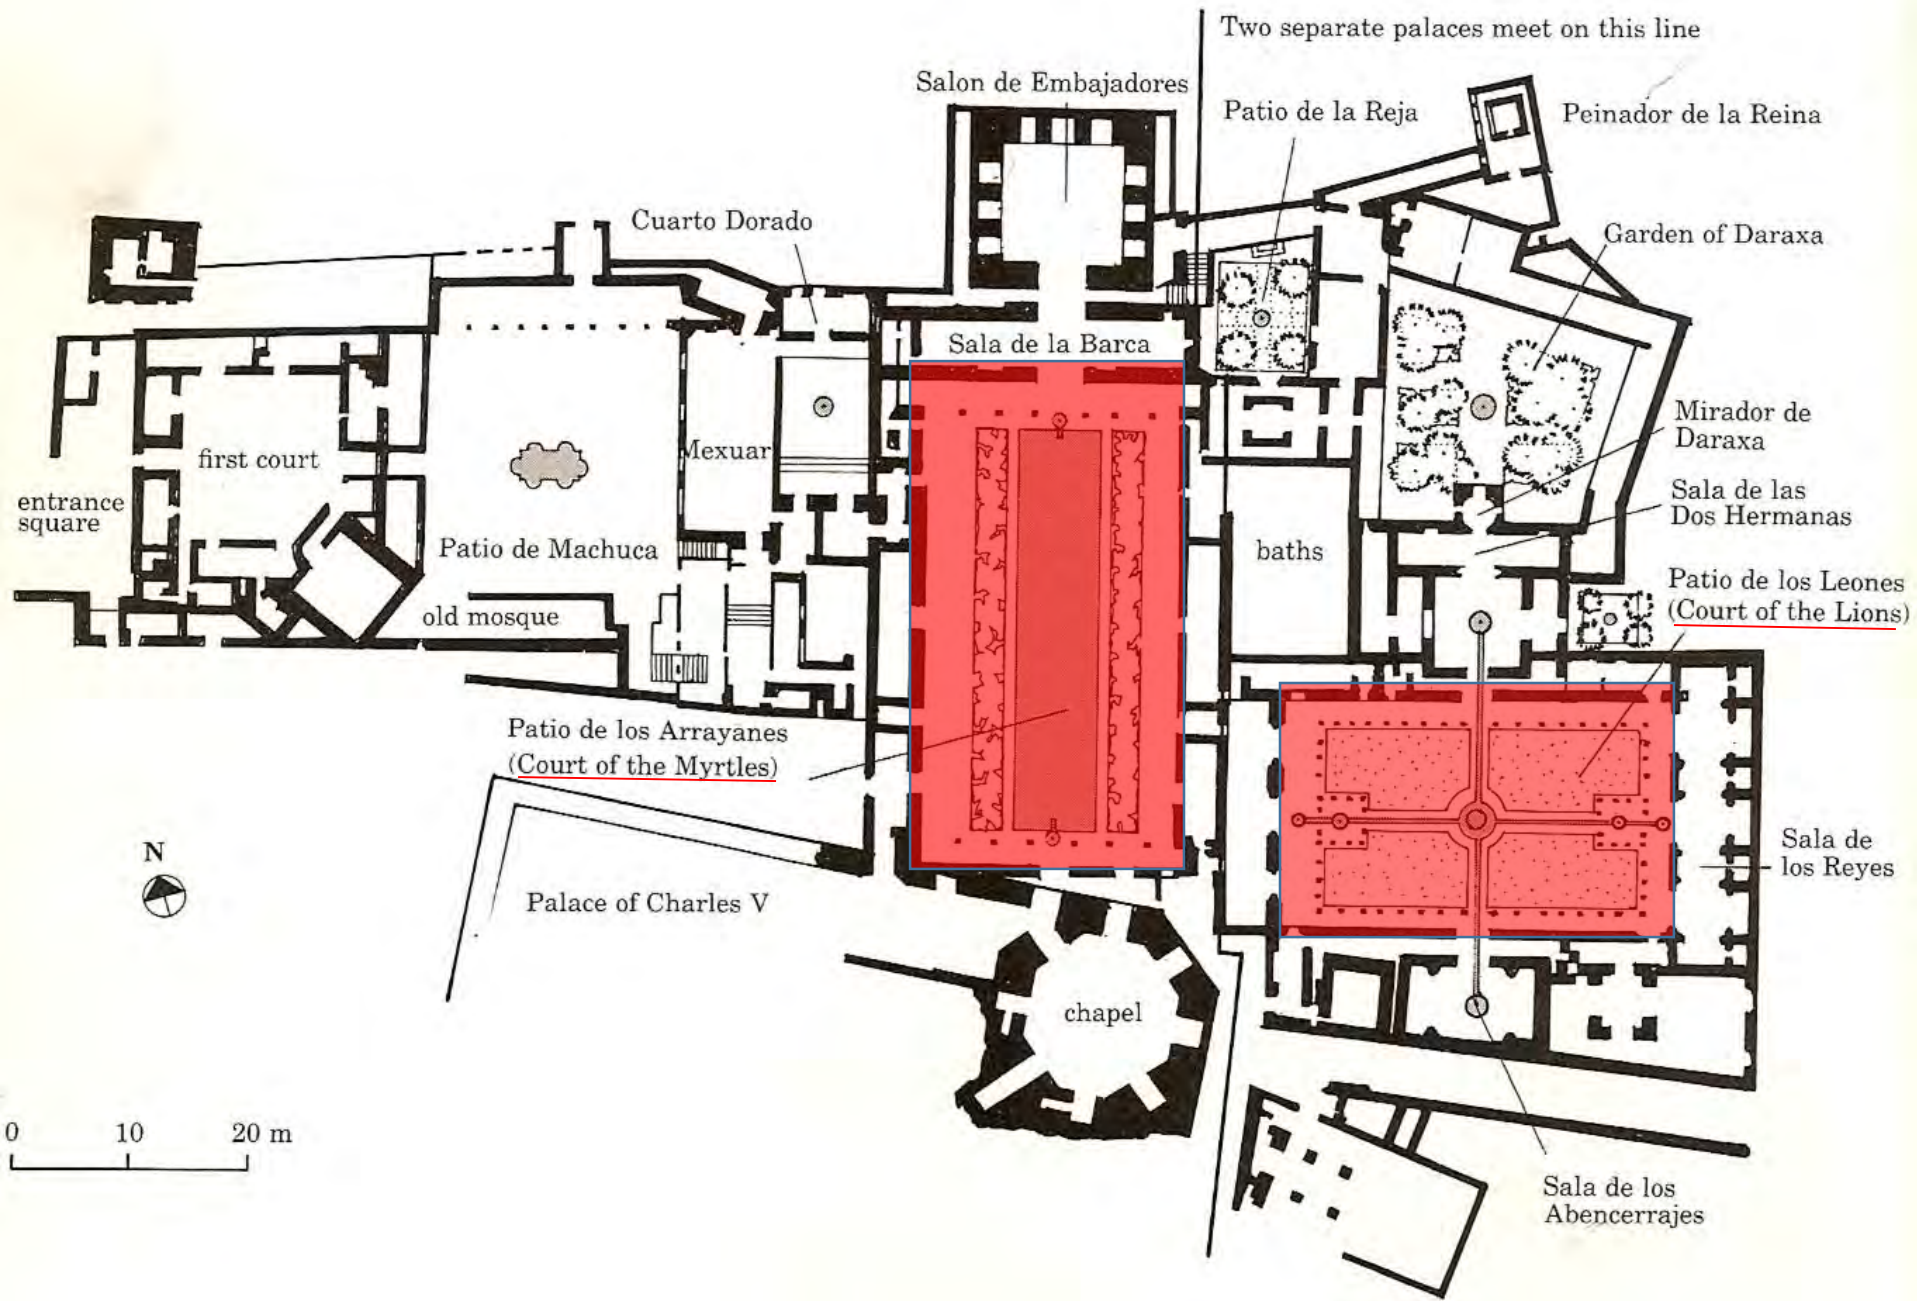 Two separate palaces meet on this line
Salon de Embajadores
Patio de la Reja
Peinador de la Reina
Cuarto Dorado
Garden of Daraxa
Sala de la Barca
Mirador de
Daraxa
first court
Mexuar
entrance
square
Sala de las
Dos Hermanas
Patio de Machuca
baths
Patio de los Leones
(Court of the Lions)
old mosque
Patio de los Arrayanes
(Court of the Myrtles)
Sala de
los Reyes
N
Palace of Charles V
chapel
0 10 20 m
Sala de los
Abencerrajes